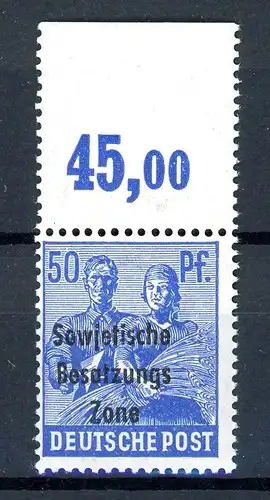 45,00
50 Pf.
Sowjetische
Besatzungs
Zone
DEUTSCHE POST